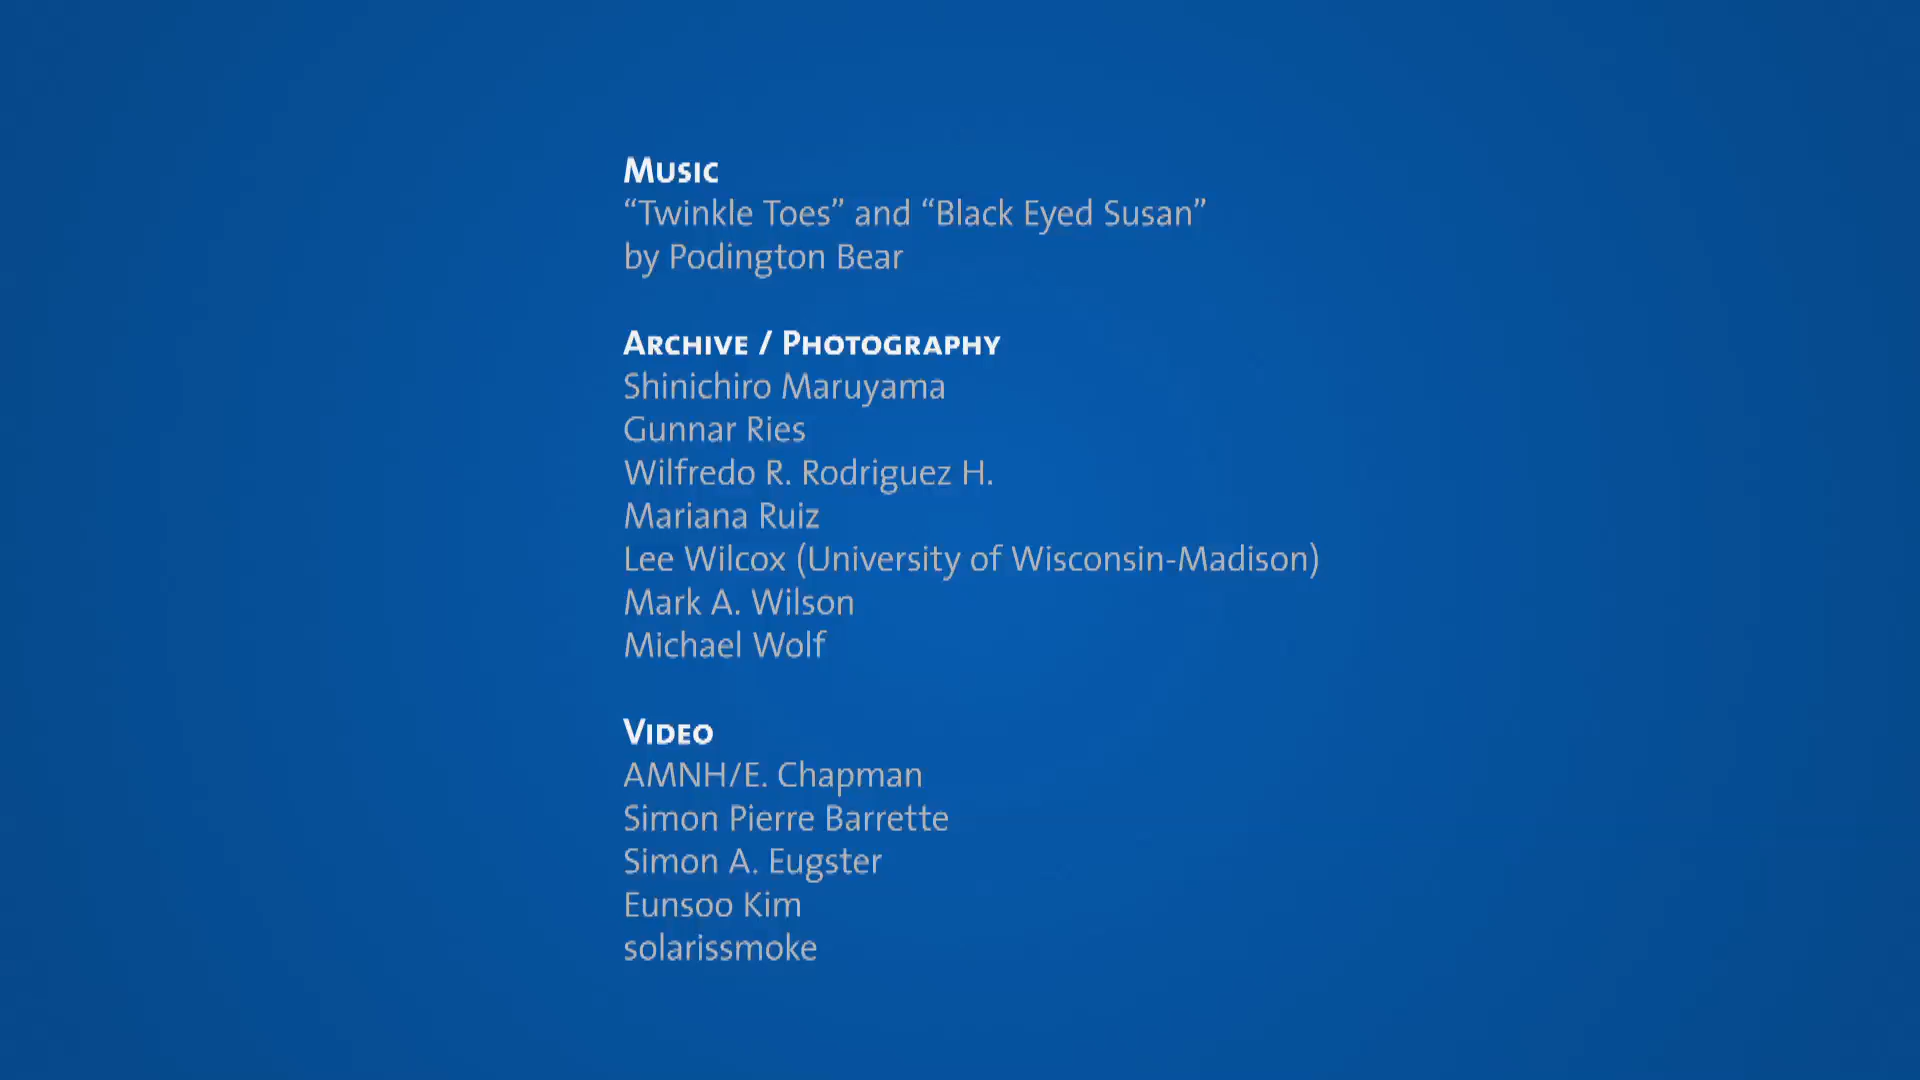 Music
“Twinkle Toes” and “Black Eyed Susan”
by Podington Bear
Archive / Photography
Shinichiro Maruyama
Gunnar Ries
Wilfredo R. Rodriguez H.
Mariana Ruiz
Lee Wilcox (University of Wisconsin-Madison)
Mark A. Wilson
Michael Wolf
Video
AMNH/E. Chapman
Simon Pierre Barrette
Simon A. Eugster
Eunsoo Kim
solarissmoke